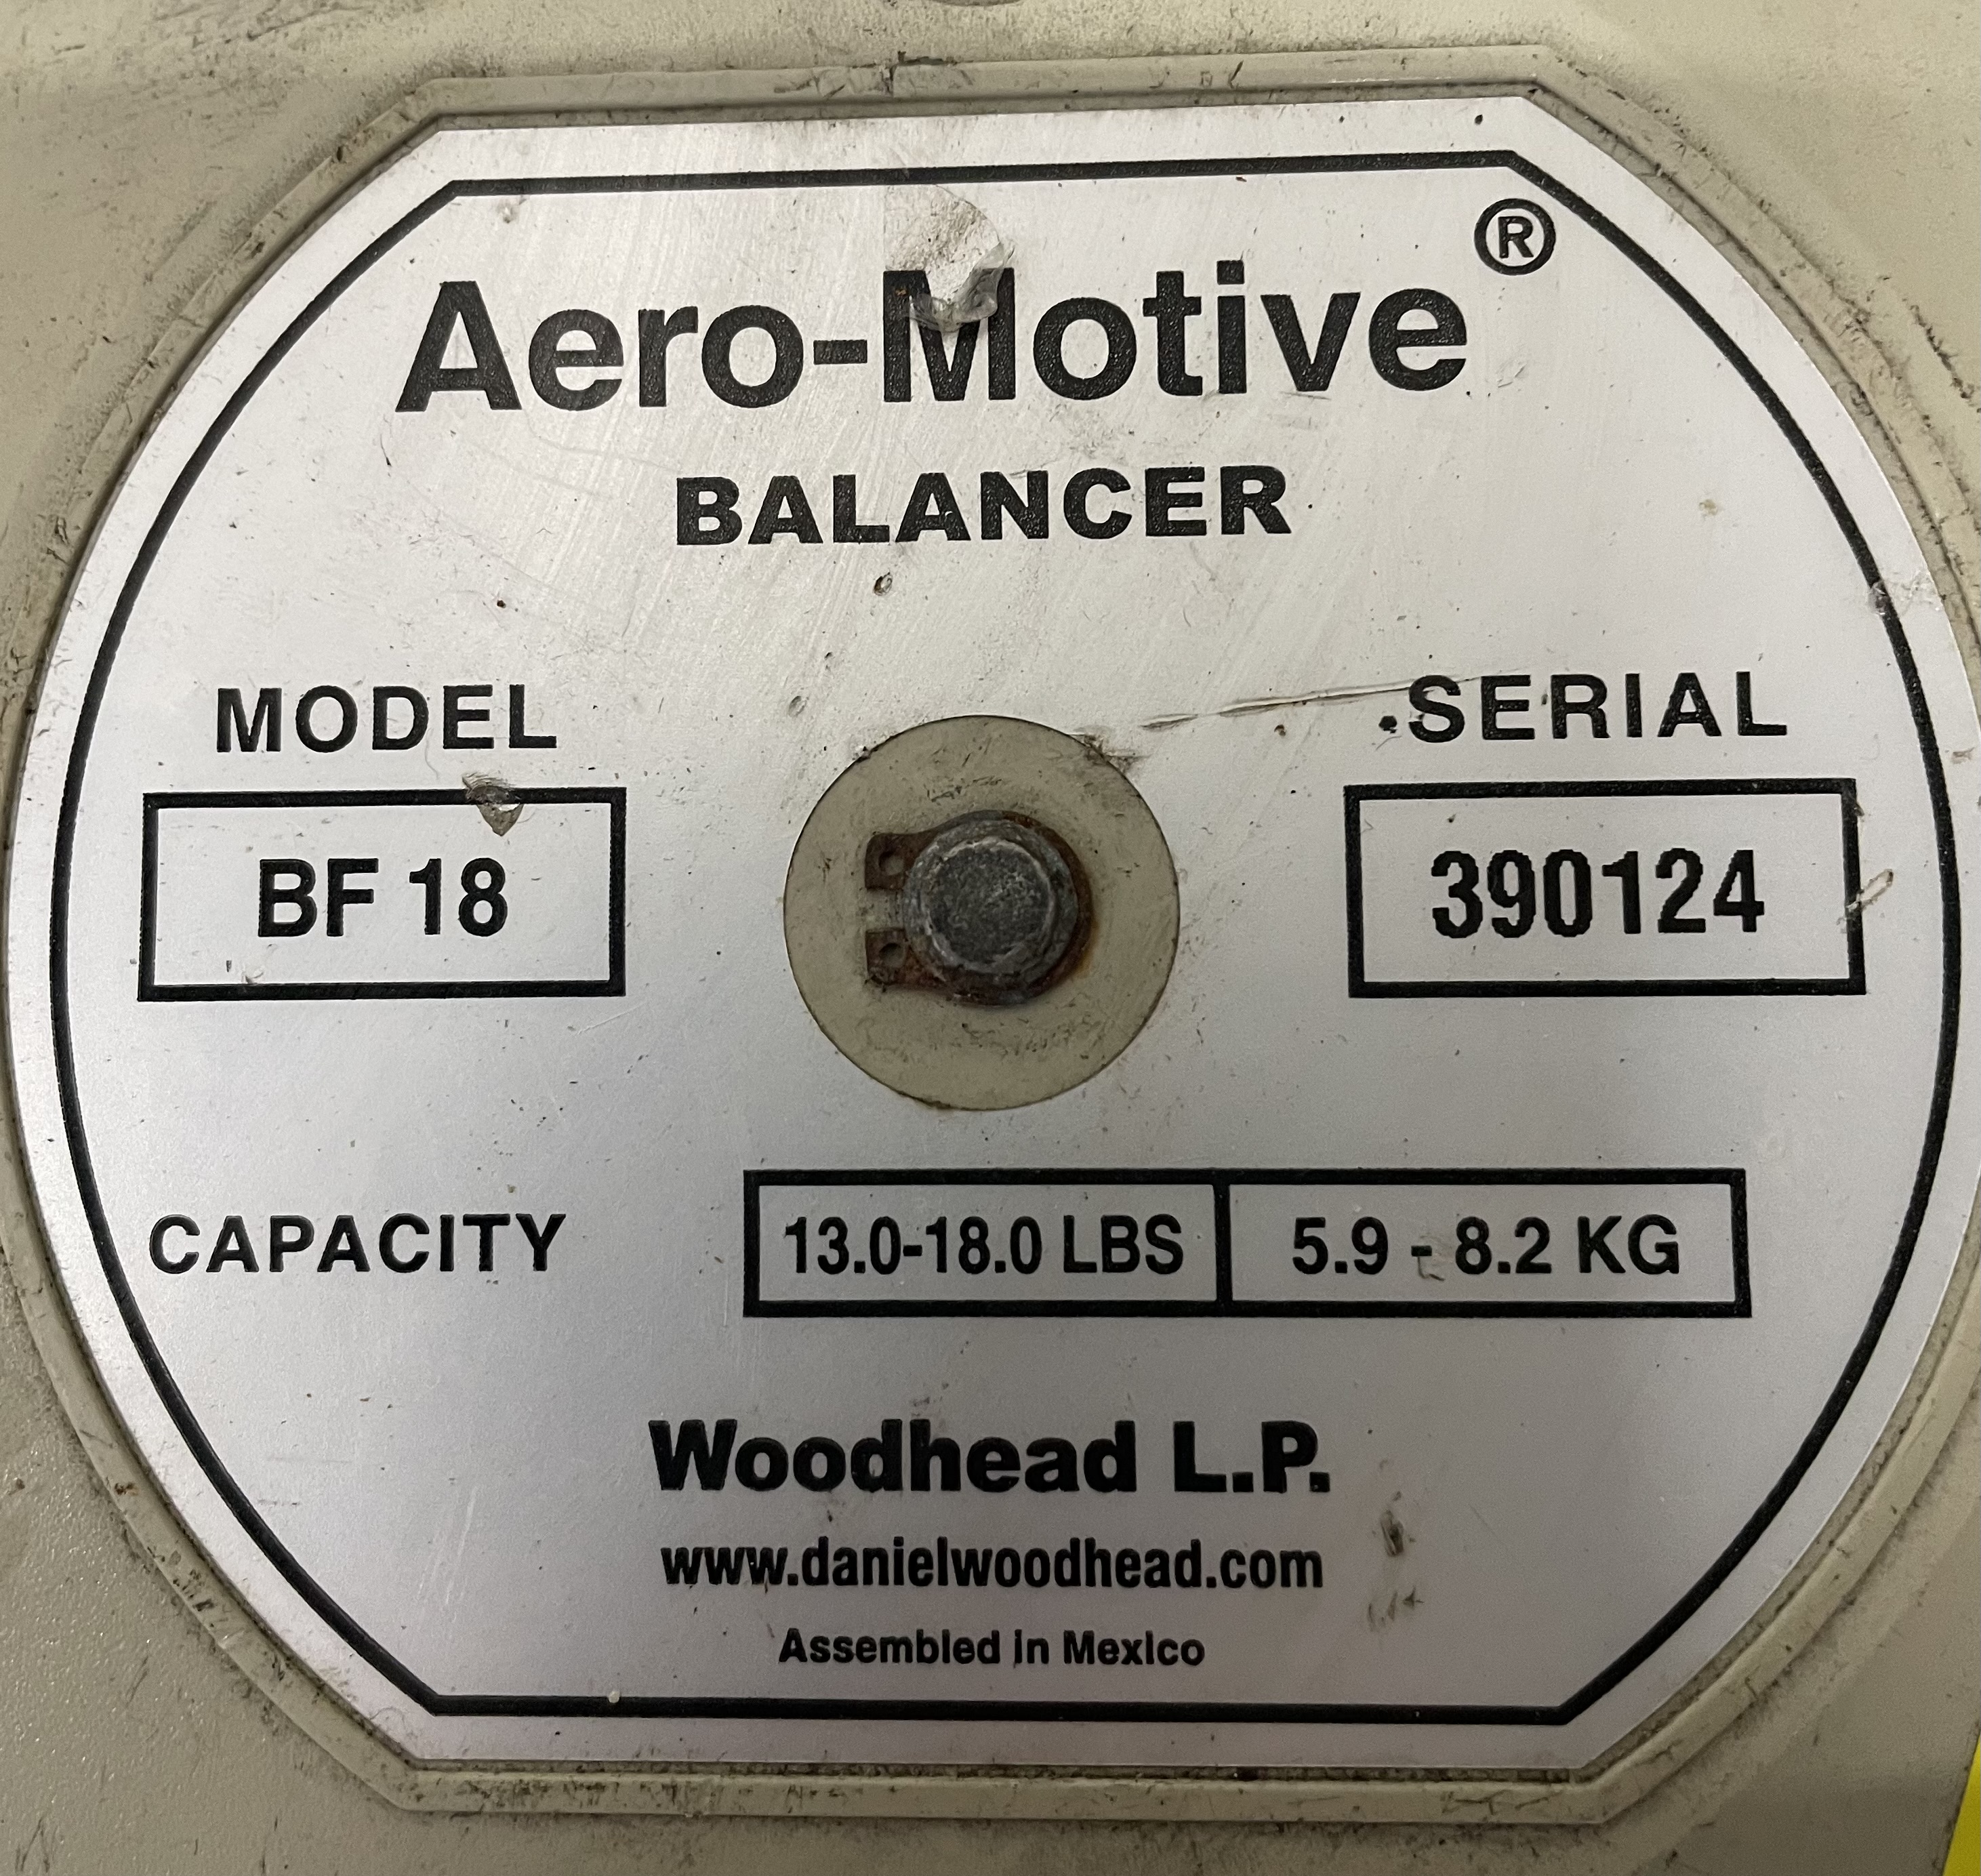 Aero-Motive®
BALANCER
MODEL
SERIAL
BF 18
390124
CAPACITY
13.0-18.0 LBS
5.9 - 8.2 KG
Woodhead L.P.
www.danielwoodhead.com
Assembled in Mexico